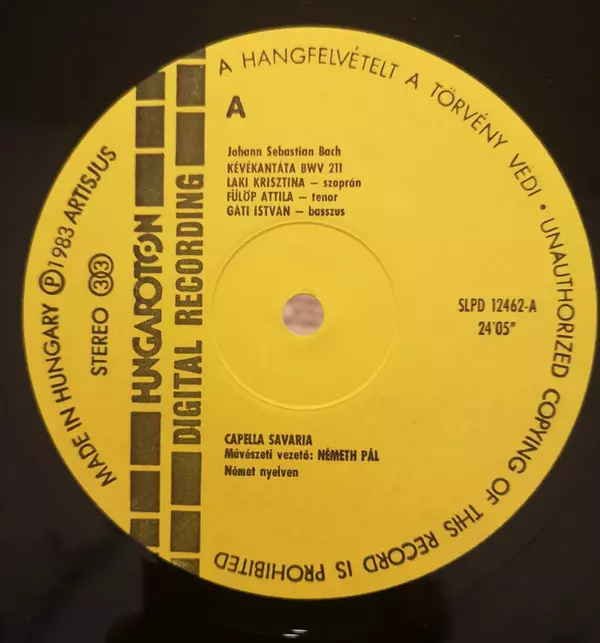 A HANGFELVÉTELT A TÖRVÉNY VÉDI • UNAUTHORIZED COPYING OF THIS RECORD IS PROHIBITED
MADE IN HUNGARY Ⓟ 1983 ARTISJUS
STEREO 303
HUNGAROTON
DIGITAL RECORDING
A
Johann Sebastian Bach
KÉVÉKANTÁTA BWV 211
LAKI KRISZTINA – szoprán
FÜLÖP ATTILA – tenor
GÁTI ISTVÁN – basszus
SLPD 12462-A
24'05"
CAPELLA SAVARIA
Művészeti vezető: NÉMETH PÁL
Német nyelven